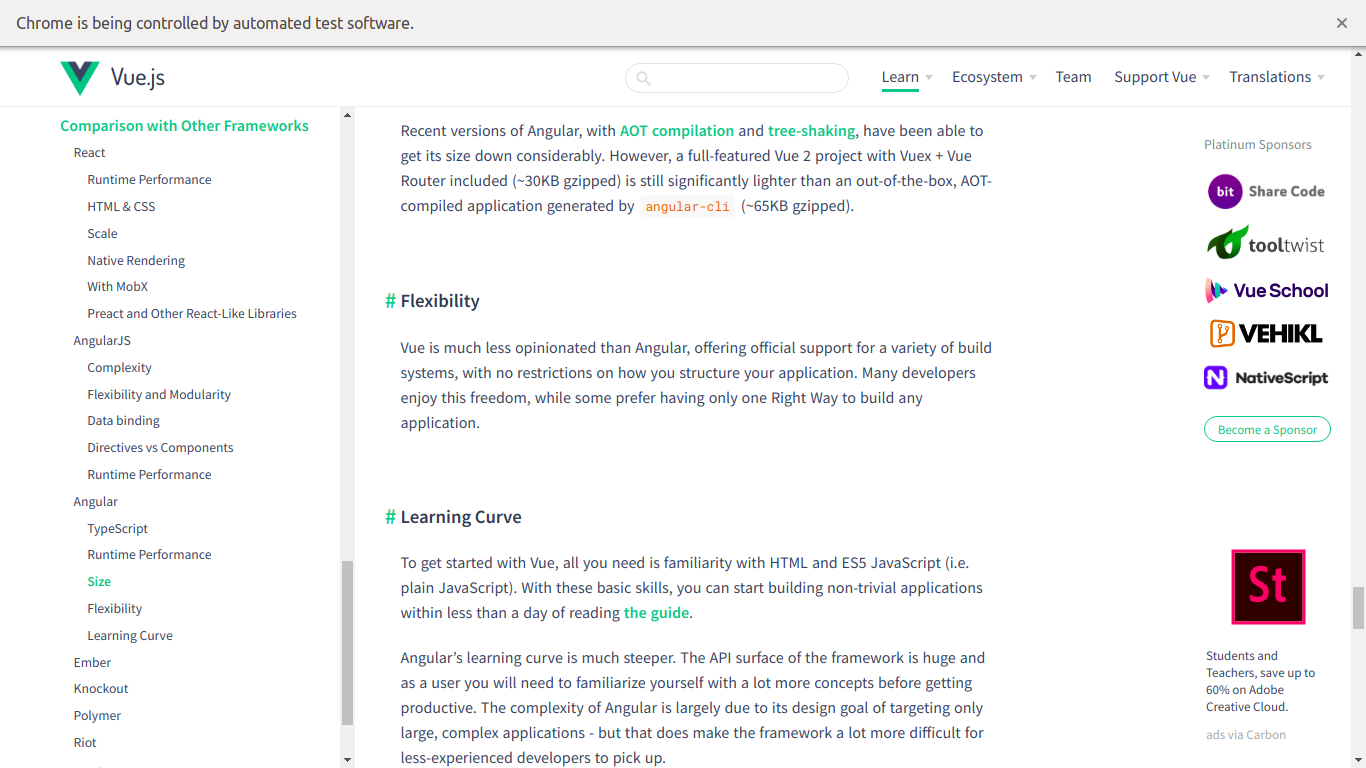 Chrome is being controlled by automated test software.
Vue.js
Learn
Ecosystem
Team
Support Vue
Translations
Comparison with Other Frameworks
React
Runtime Performance
HTML & CSS
Scale
Native Rendering
With MobX
Preact and Other React-Like Libraries
AngularJS
Complexity
Flexibility and Modularity
Data binding
Directives vs Components
Runtime Performance
Angular
TypeScript
Runtime Performance
Size
Flexibility
Learning Curve
Ember
Knockout
Polymer
Riot
Recent versions of Angular, with AOT compilation and tree-shaking, have been able to
get its size down considerably. However, a full-featured Vue 2 project with Vuex + Vue
Router included (~30KB gzipped) is still significantly lighter than an out-of-the-box, AOT-
compiled application generated by angular-cli (~65KB gzipped).
# Flexibility
Vue is much less opinionated than Angular, offering official support for a variety of build
systems, with no restrictions on how you structure your application. Many developers
enjoy this freedom, while some prefer having only one Right Way to build any
application.
# Learning Curve
To get started with Vue, all you need is familiarity with HTML and ES5 JavaScript (i.e.
plain JavaScript). With these basic skills, you can start building non-trivial applications
within less than a day of reading the guide.
Angular’s learning curve is much steeper. The API surface of the framework is huge and
as a user you will need to familiarize yourself with a lot more concepts before getting
productive. The complexity of Angular is largely due to its design goal of targeting only
large, complex applications - but that does make the framework a lot more difficult for
less-experienced developers to pick up.
Platinum Sponsors
bit Share Code
tooltwist
Vue School
VEHIKL
N NativeScript
Become a Sponsor
St
Students and
Teachers, save up to
60% on Adobe
Creative Cloud.
ads via Carbon